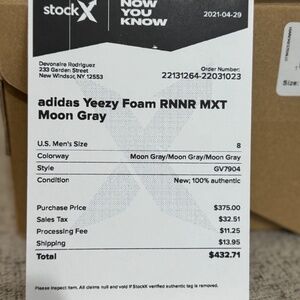 stockX
NOW
YOU
KNOW
2021-04-29
Devonaire Rodriguez
233 Garden Street
New Windsor, NY 12553
Order Number:
22131264-22031023
adidas Yeezy Foam RNNR MXT
Moon Gray
U.S. Men's Size 8
Colorway Moon Gray/Moon Gray/Moon Gray
Style GV7904
Condition New; 100% authentic
Purchase Price $375.00
Sales Tax $32.51
Processing Fee $11.25
Shipping $13.95
Total $432.71
Please inspect item. All claims null and void if StockX verified authentic tag is removed.
Size: